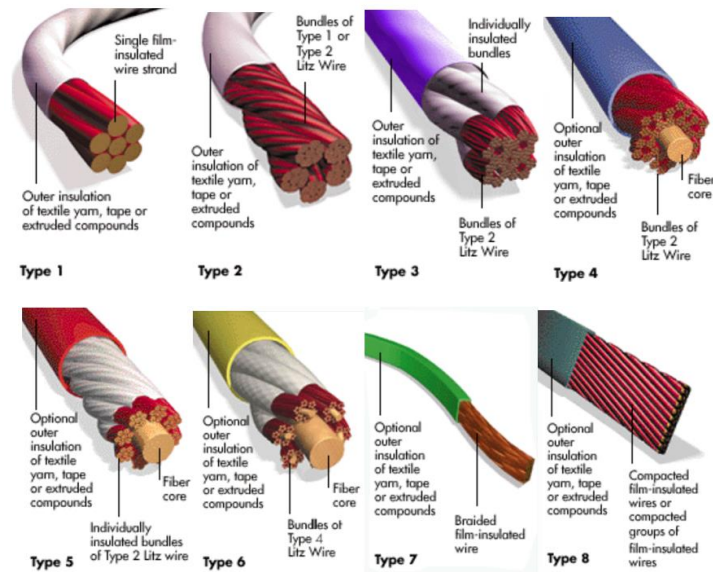 Single film-
insulated
wire strand
Outer insulation
of textile yarn, tape or
extruded compounds
Type 1
Bundles of
Type 1 or
Type 2
Litz Wire
Outer
insulation of
textile yarn,
tape or
extruded
compounds
Type 2
Individually
insulated
bundles
Outer
insulation of
textile yarn,
tape or
extruded
compounds
Bundles of
Type 2
Litz Wire
Type 3
Optional
outer
insulation
of textile
yarn, tape
or extruded
compounds
Fiber
core
Bundles of
Type 2
Litz Wire
Type 4
Optional
outer
insulation
of textile
yarn, tape
or extruded
compounds
Fiber
core
Individually
insulated bundles
of Type 2 Litz wire
Type 5
Optional
outer
insulation
of textile
yarn, tape
or extruded
compounds
Fiber
core
Bundles of
Type 4
Litz Wire
Type 6
Optional
outer
insulation
of textile
yarn, tape
or extruded
compounds
Braided
film-insulated
wire
Type 7
Optional
outer
insulation
of textile
yarn, tape
or extruded
compounds
Compacted
film-insulated
wires or
compacted
groups of
film-insulated
wires
Type 8